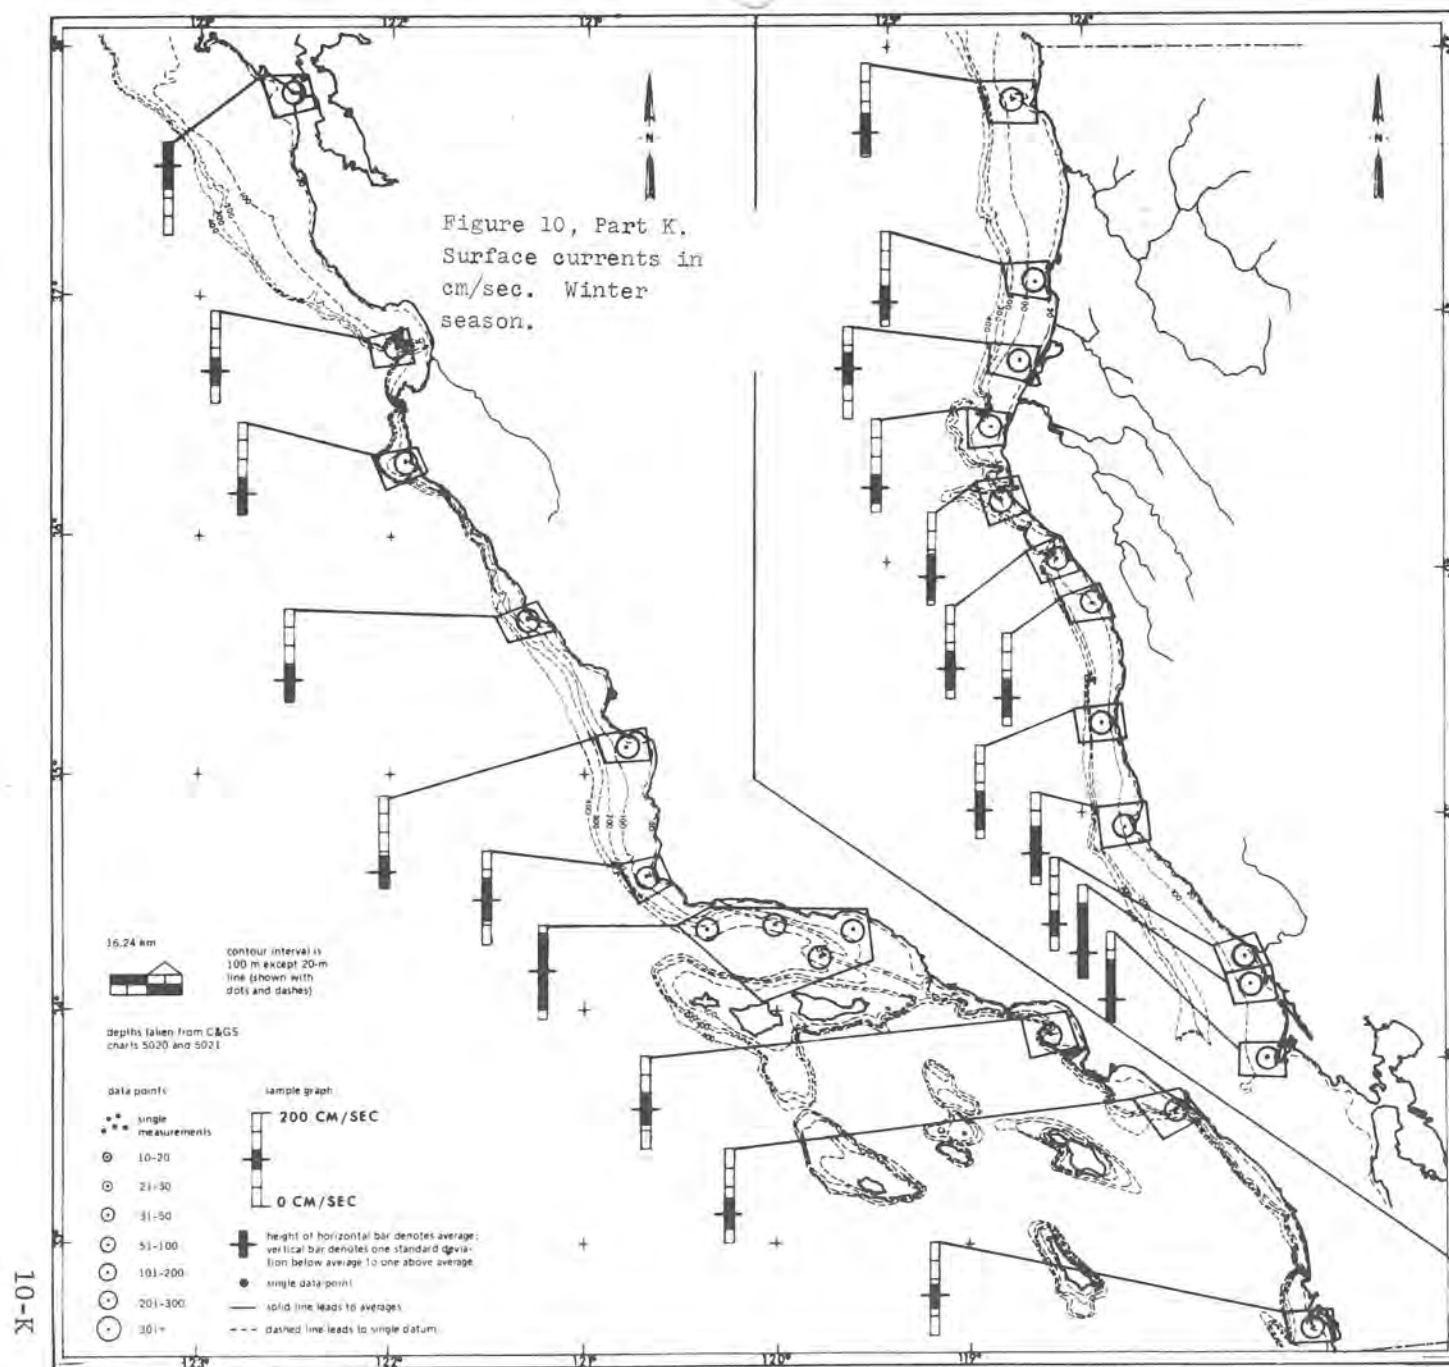 123° 122° 121° 125° 124°
N
N
Figure 10, Part K.
Surface currents in
cm/sec. Winter
season.
16.24 km
contour interval is
100 m except 20-m
line (shown with
dots and dashes)
depths taken from C&GS
charts 5020 and 5021
data points
single
measurements
10-20
21-30
31-50
51-100
101-200
201-300
301+
sample graph
200 CM/SEC
0 CM/SEC
height of horizontal bar denotes average;
vertical bar denotes one standard devia-
tion below average to one above average
single data point
solid line leads to averages
dashed line leads to single datum
123° 122° 121° 120° 119°
10-K